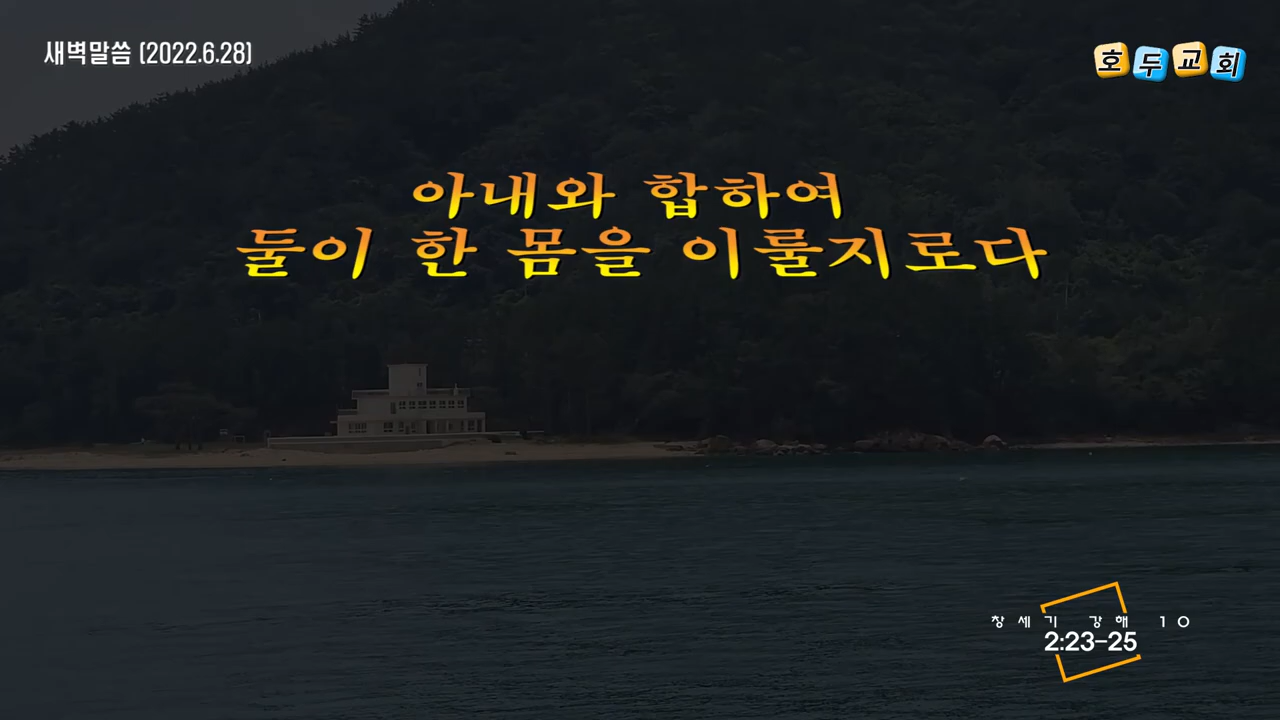 새벽말씀 (2022.6.28)
호두교회
아내와 합하여
둘이 한 몸을 이룰지로다
창세기 강해 10
2:23-25